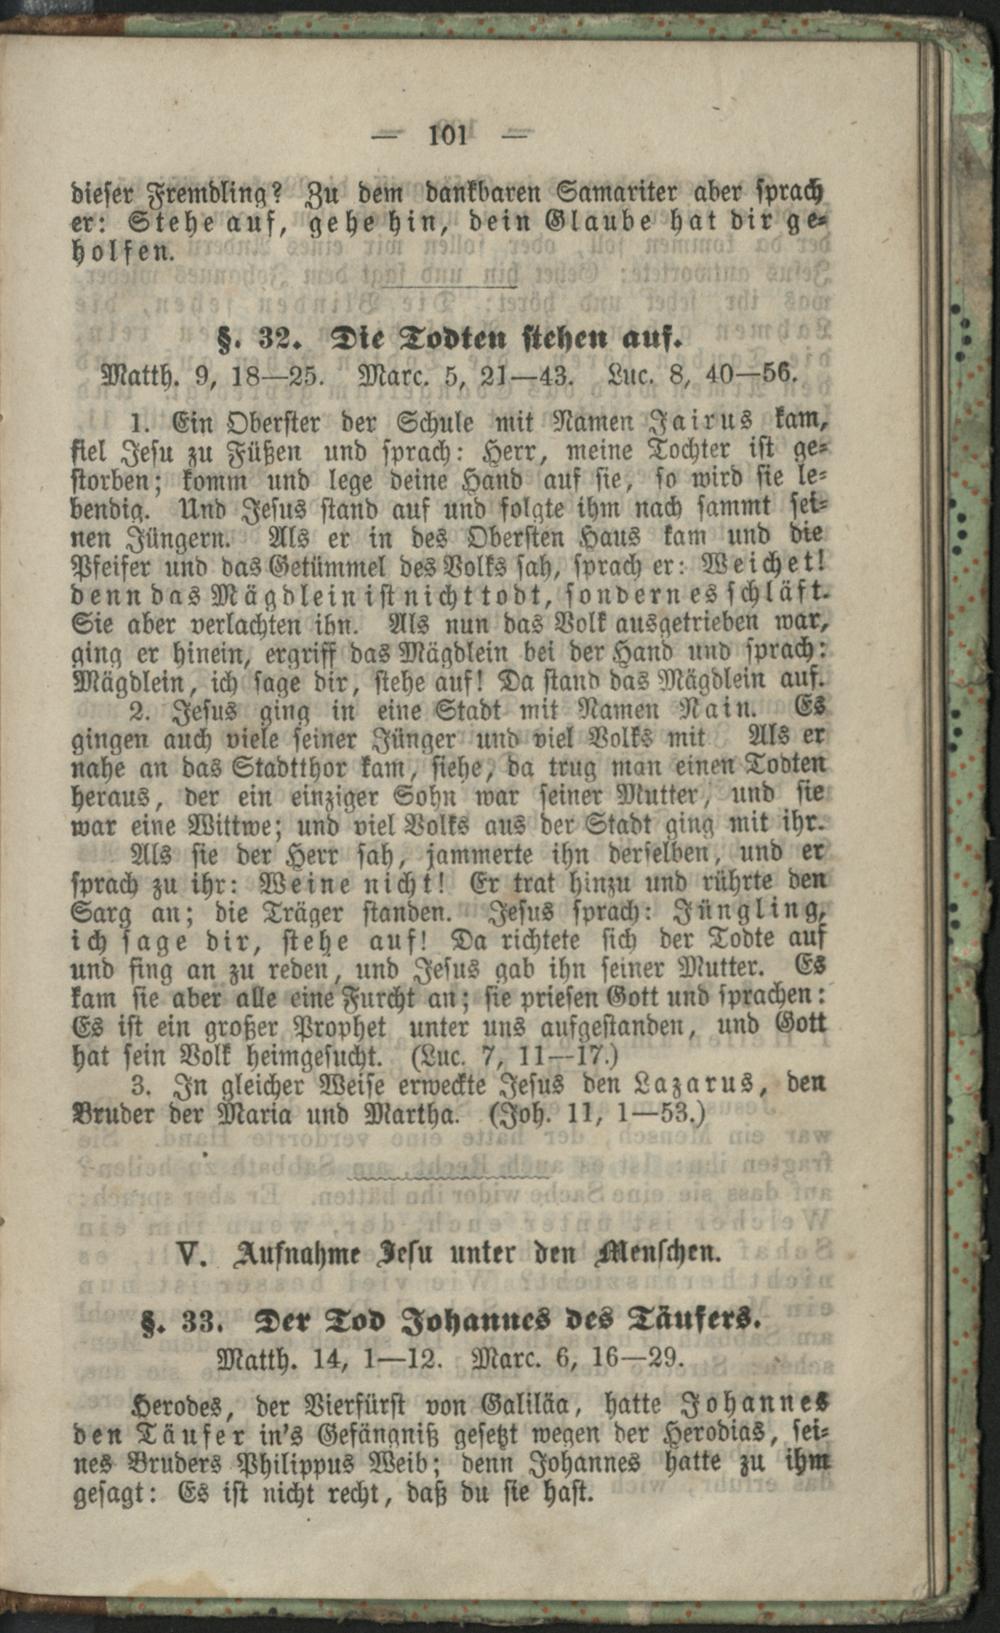 — 101 —
dieser Fremdling? Zu dem dankbaren Samariter aber sprach
er: Stehe auf, gehe hin, dein Glaube hat dir ge-
holfen.
§. 32. Die Todten stehen auf.
Matth. 9, 18—25. Marc. 5, 21—43. Luc. 8, 40—56.
1. Ein Oberster der Schule mit Namen Jairus kam,
fiel Jesu zu Füßen und sprach: Herr, meine Tochter ist ge-
storben; komm und lege deine Hand auf sie, so wird sie le-
bendig. Und Jesus stand auf und folgte ihm nach sammt sei-
nen Jüngern. Als er in des Obersten Haus kam und die
Pfeifer und das Getümmel des Volks sah, sprach er: Weichet!
denn das Mägdlein ist nicht todt, sondern es schläft.
Sie aber verlachten ihn. Als nun das Volk ausgetrieben war,
ging er hinein, ergriff das Mägdlein bei der Hand und sprach:
Mägdlein, ich sage dir, stehe auf! Da stand das Mägdlein auf.
2. Jesus ging in eine Stadt mit Namen Nain. Es
gingen auch viele seiner Jünger und viel Volks mit Als er
nahe an das Stadtthor kam, siehe, da trug man einen Todten
heraus, der ein einziger Sohn war seiner Mutter, und sie
war eine Wittwe; und viel Volks aus der Stadt ging mit ihr.
Als sie der Herr sah, jammerte ihn derselben, und er
sprach zu ihr: Weine nicht! Er trat hinzu und rührte den
Sarg an; die Träger standen. Jesus sprach: Jüngling,
ich sage dir, stehe auf! Da richtete sich der Todte auf
und fing an zu reden, und Jesus gab ihn seiner Mutter. Es
kam sie aber alle eine Furcht an; sie priesen Gott und sprachen:
Es ist ein großer Prophet unter uns aufgestanden, und Gott
hat sein Volk heimgesucht. (Luc. 7, 11—17.)
3. In gleicher Weise erweckte Jesus den Lazarus, den
Bruder der Maria und Martha. (Joh. 11, 1—53.)
V. Aufnahme Jesu unter den Menschen.
§. 33. Der Tod Johannes des Täufers.
Matth. 14, 1—12. Marc. 6, 16—29.
Herodes, der Vierfürst von Galiläa, hatte Johannes
den Täufer in's Gefängniß gesetzt wegen der Herodias, sei-
nes Bruders Philippus Weib; denn Johannes hatte zu ihm
gesagt: Es ist nicht recht, daß du sie hast.